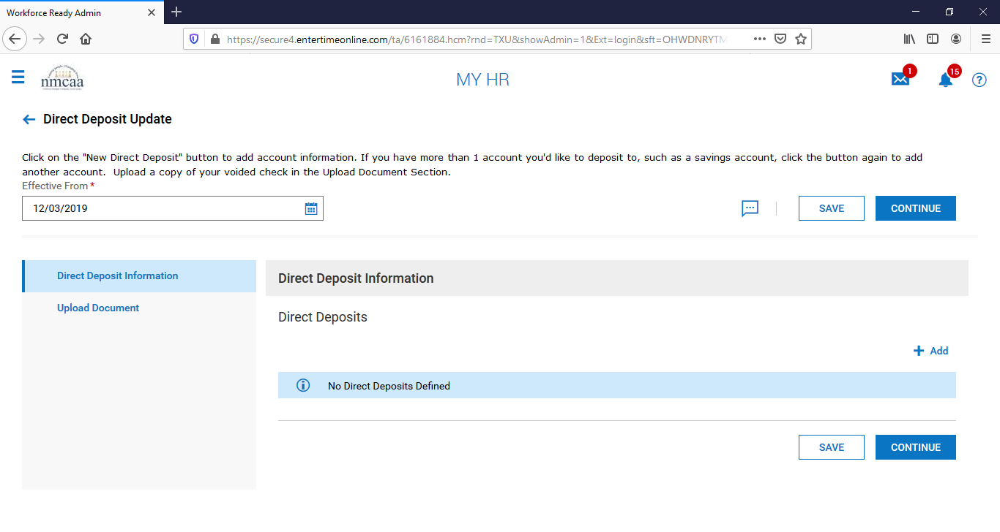 Workforce Ready Admin
https://secure4.entertimeonline.com/ta/6161884.hcm?rnd=TXU&showAdmin=1&Ext=login&sft=OHWDNRYTM
nmcaa
MY HR
1
15
Direct Deposit Update
Click on the "New Direct Deposit" button to add account information. If you have more than 1 account you'd like to deposit to, such as a savings account, click the button again to add
another account.  Upload a copy of your voided check in the Upload Document Section.
Effective From *
12/03/2019
SAVE
CONTINUE
Direct Deposit Information
Upload Document
Direct Deposit Information
Direct Deposits
+ Add
No Direct Deposits Defined
SAVE
CONTINUE